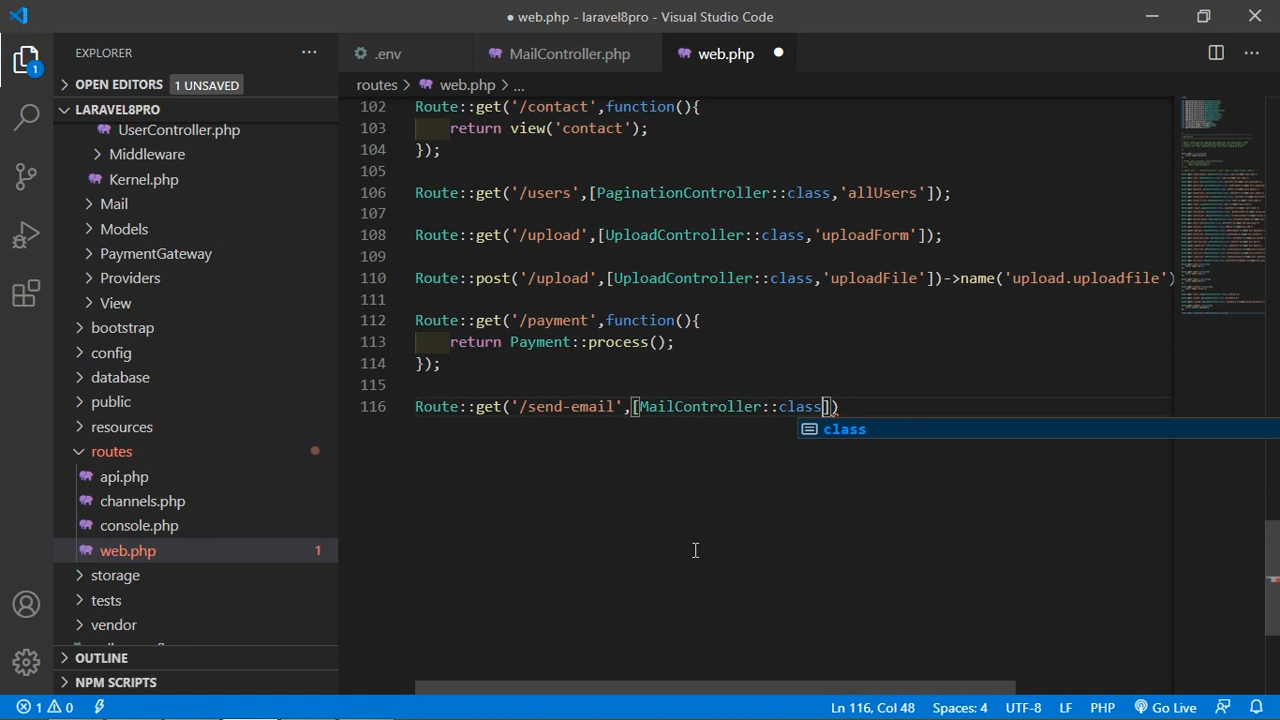 ● web.php - laravel8pro - Visual Studio Code
EXPLORER
.env
MailController.php
web.php
OPEN EDITORS 1 UNSAVED
routes > web.php > ...
LARAVEL8PRO
UserController.php
Middleware
Kernel.php
Mail
Models
PaymentGateway
Providers
View
bootstrap
config
database
public
resources
routes
api.php
channels.php
console.php
web.php 1
storage
tests
vendor
OUTLINE
NPM SCRIPTS
1
102 Route::get('/contact',function(){
103 return view('contact');
104 });
105
106 Route::get('/users',[PaginationController::class,'allUsers']);
107
108 Route::get('/upload',[UploadController::class,'uploadForm']);
109
110 Route::post('/upload',[UploadController::class,'uploadFile'])->name('upload.uploadfile')
111
112 Route::get('/payment',function(){
113 return Payment::process();
114 });
115
116 Route::get('/send-email',[MailController::class])
class
1 0
Ln 116, Col 48 Spaces: 4 UTF-8 LF PHP Go Live